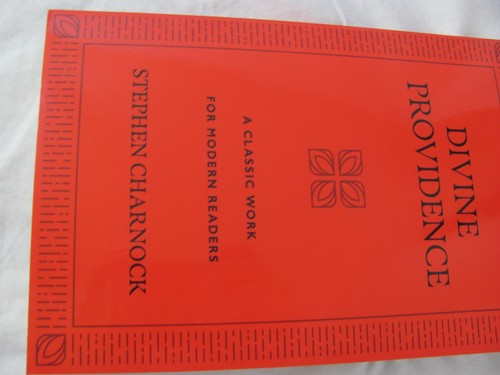 DIVINE
PROVIDENCE
A CLASSIC WORK
FOR MODERN READERS
STEPHEN CHARNOCK